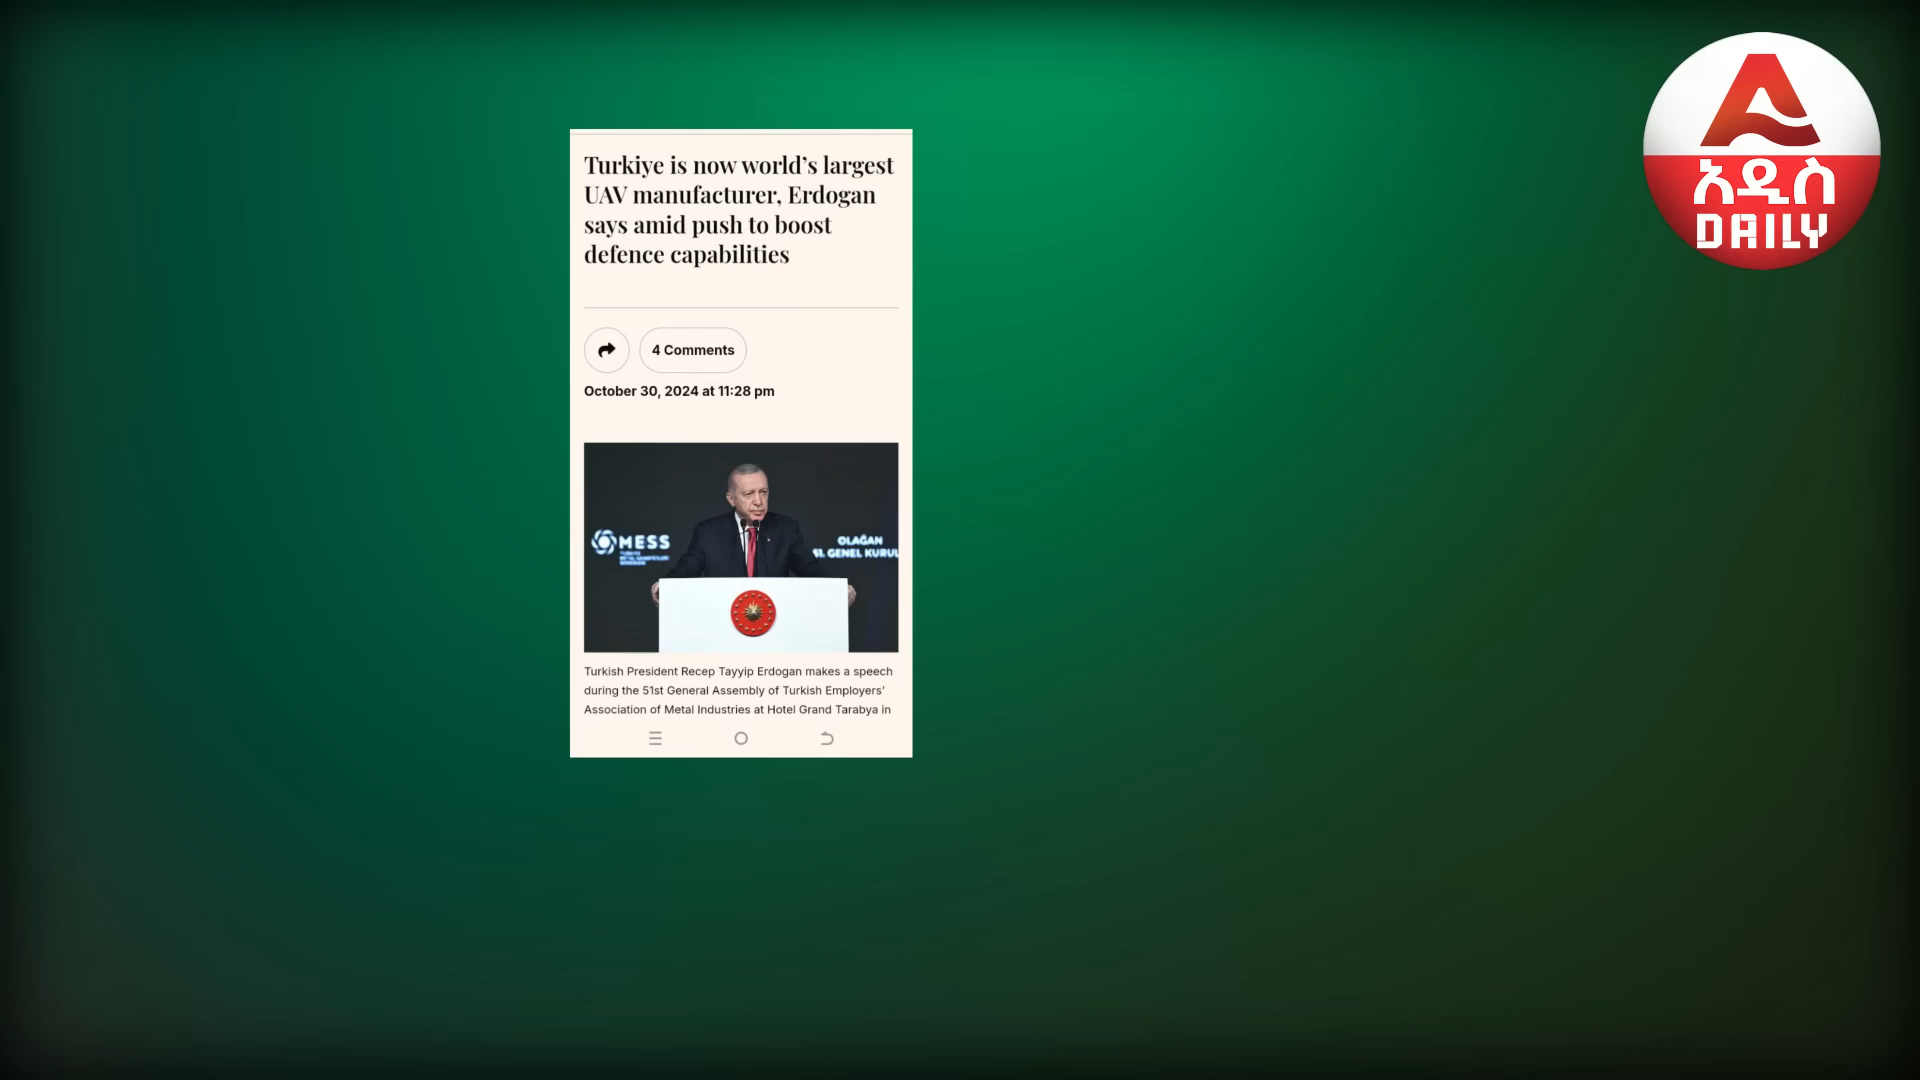 Turkiye is now world’s largest
UAV manufacturer, Erdogan
says amid push to boost
defence capabilities
4 Comments
October 30, 2024 at 11:28 pm
MESS
OLAĞAN
51. GENEL KURUL
Turkish President Recep Tayyip Erdogan makes a speech
during the 51st General Assembly of Turkish Employers’
Association of Metal Industries at Hotel Grand Tarabya in
አዲስ
DAILY